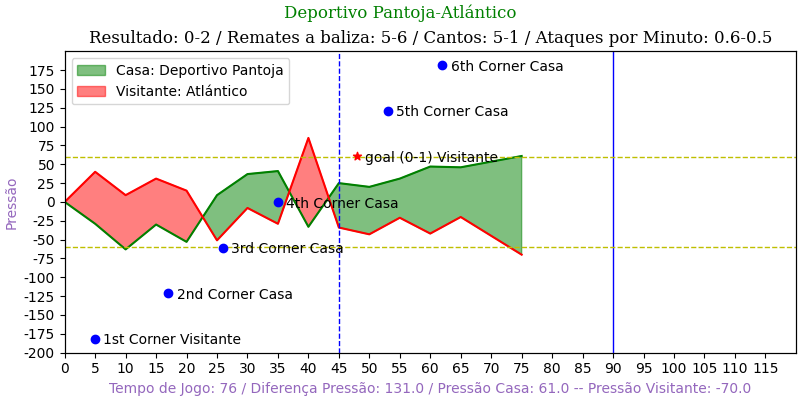 Deportivo Pantoja-Atlántico
Resultado: 0-2 / Remates a baliza: 5-6 / Cantos: 5-1 / Ataques por Minuto: 0.6-0.5
Casa: Deportivo Pantoja
Visitante: Atlántico
6th Corner Casa
5th Corner Casa
goal (0-1) Visitante
4th Corner Casa
3rd Corner Casa
2nd Corner Casa
1st Corner Visitante
Pressão
175
150
125
100
75
50
25
0
-25
-50
-75
-100
-125
-150
-175
-200
0 5 10 15 20 25 30 35 40 45 50 55 60 65 70 75 80 85 90 95 100 105 110 115
Tempo de Jogo: 76 / Diferença Pressão: 131.0 / Pressão Casa: 61.0 -- Pressão Visitante: -70.0